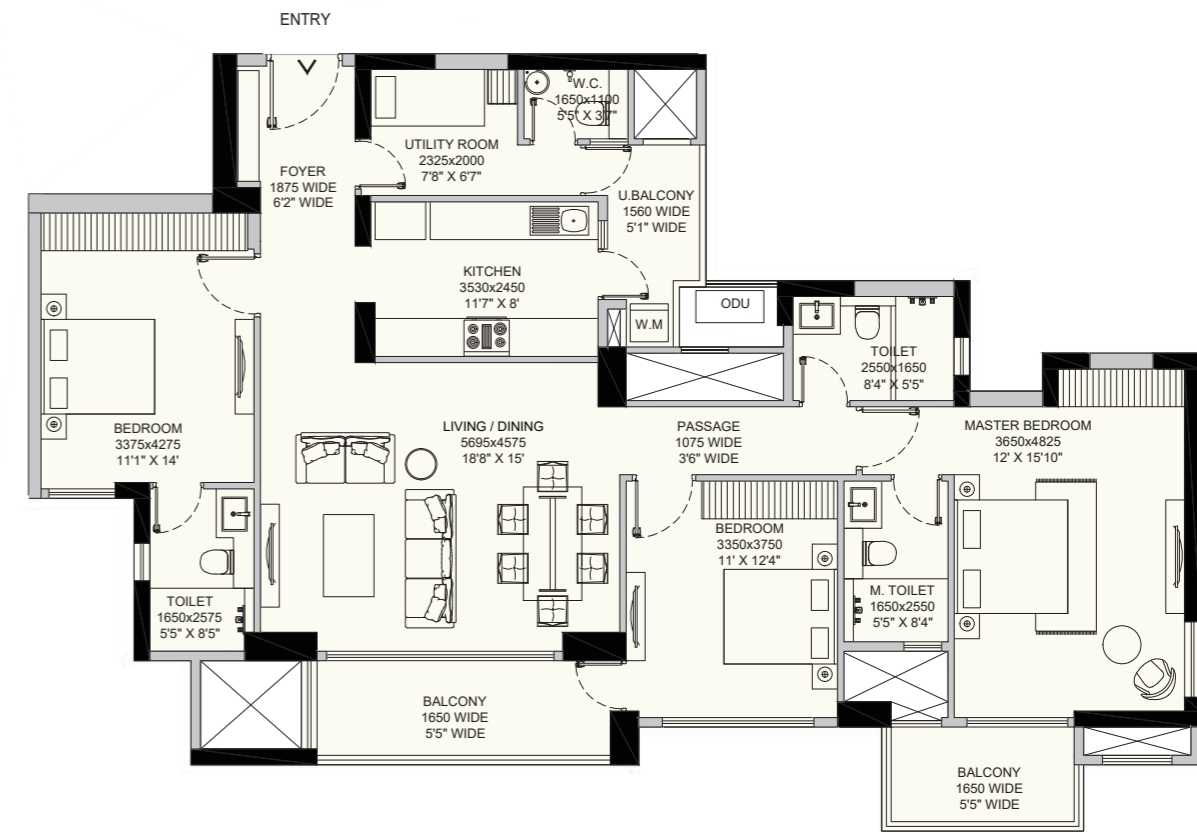 ENTRY
W.C.
1650x1100
5'5" X 3'7"
UTILITY ROOM
2325x2000
7'8" X 6'7"
FOYER
1875 WIDE
6'2" WIDE
U.BALCONY
1560 WIDE
5'1" WIDE
KITCHEN
3530x2450
11'7" X 8'
ODU
W.M
TOILET
2550x1650
8'4" X 5'5"
BEDROOM
3375x4275
11'1" X 14'
LIVING / DINING
5695x4575
18'8" X 15'
PASSAGE
1075 WIDE
3'6" WIDE
MASTER BEDROOM
3650x4825
12' X 15'10"
BEDROOM
3350x3750
11' X 12'4"
TOILET
1650x2575
5'5" X 8'5"
M. TOILET
1650x2550
5'5" X 8'4"
BALCONY
1650 WIDE
5'5" WIDE
BALCONY
1650 WIDE
5'5" WIDE